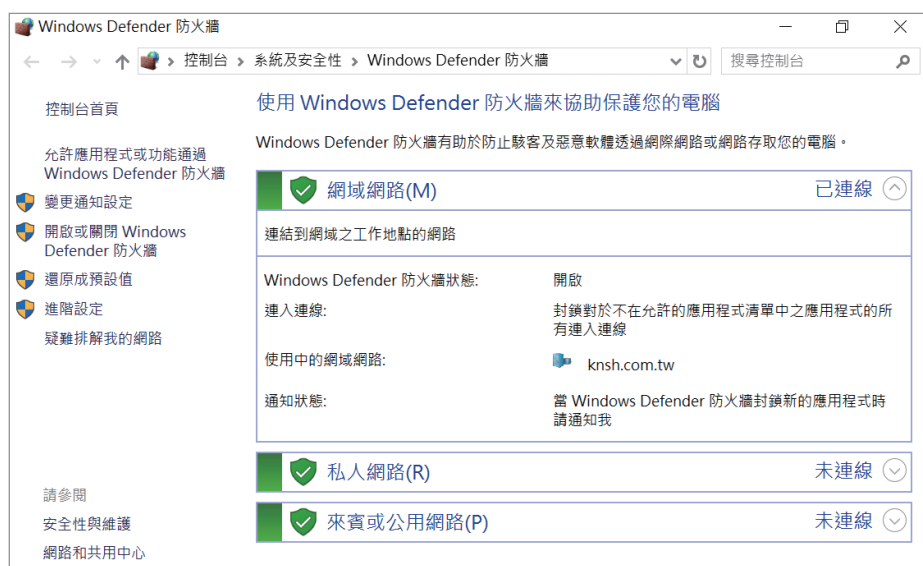 Windows Defender 防火牆
控制台 > 系統及安全性 > Windows Defender 防火牆
搜尋控制台
控制台首頁
允許應用程式或功能通過
Windows Defender 防火牆
變更通知設定
開啟或關閉 Windows
Defender 防火牆
還原成預設值
進階設定
疑難排解我的網路
請參閱
安全性與維護
網路和共用中心
使用 Windows Defender 防火牆來協助保護您的電腦
Windows Defender 防火牆有助於防止駭客及惡意軟體透過網際網路或網路存取您的電腦。
網域網路(M) 已連線
連結到網域之工作地點的網路
Windows Defender 防火牆狀態: 開啟
連入連線: 封鎖對於不在允許的應用程式清單中之應用程式的所
有連入連線
使用中的網域網路: knsh.com.tw
通知狀態: 當 Windows Defender 防火牆封鎖新的應用程式時
請通知我
私人網路(R) 未連線
來賓或公用網路(P) 未連線